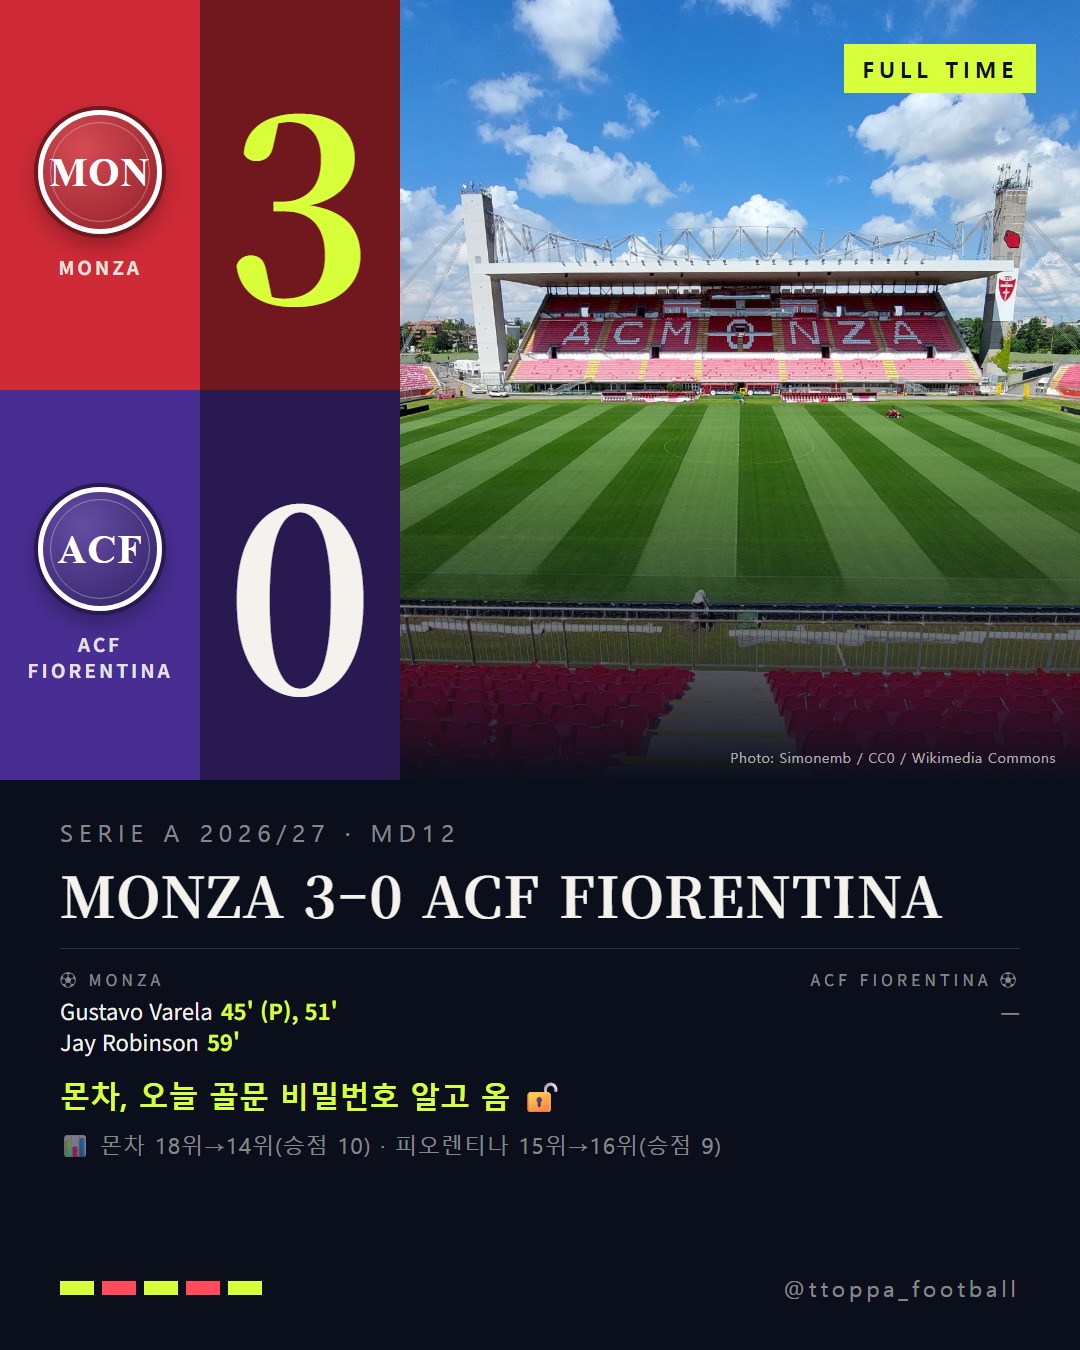 MON
MONZA
3
ACF
ACF
FIORENTINA
0
FULL TIME
ACMONZA
Photo: Simonemb / CC0 / Wikimedia Commons
SERIE A 2026/27 · MD12
MONZA 3–0 ACF FIORENTINA
⚽ MONZA
Gustavo Varela 45' (P), 51'
Jay Robinson 59'
ACF FIORENTINA ⚽
—
몬차, 오늘 골문 비밀번호 알고 옴 🔓
📊 몬차 18위→14위(승점 10) · 피오렌티나 15위→16위(승점 9)
@ttoppa_football